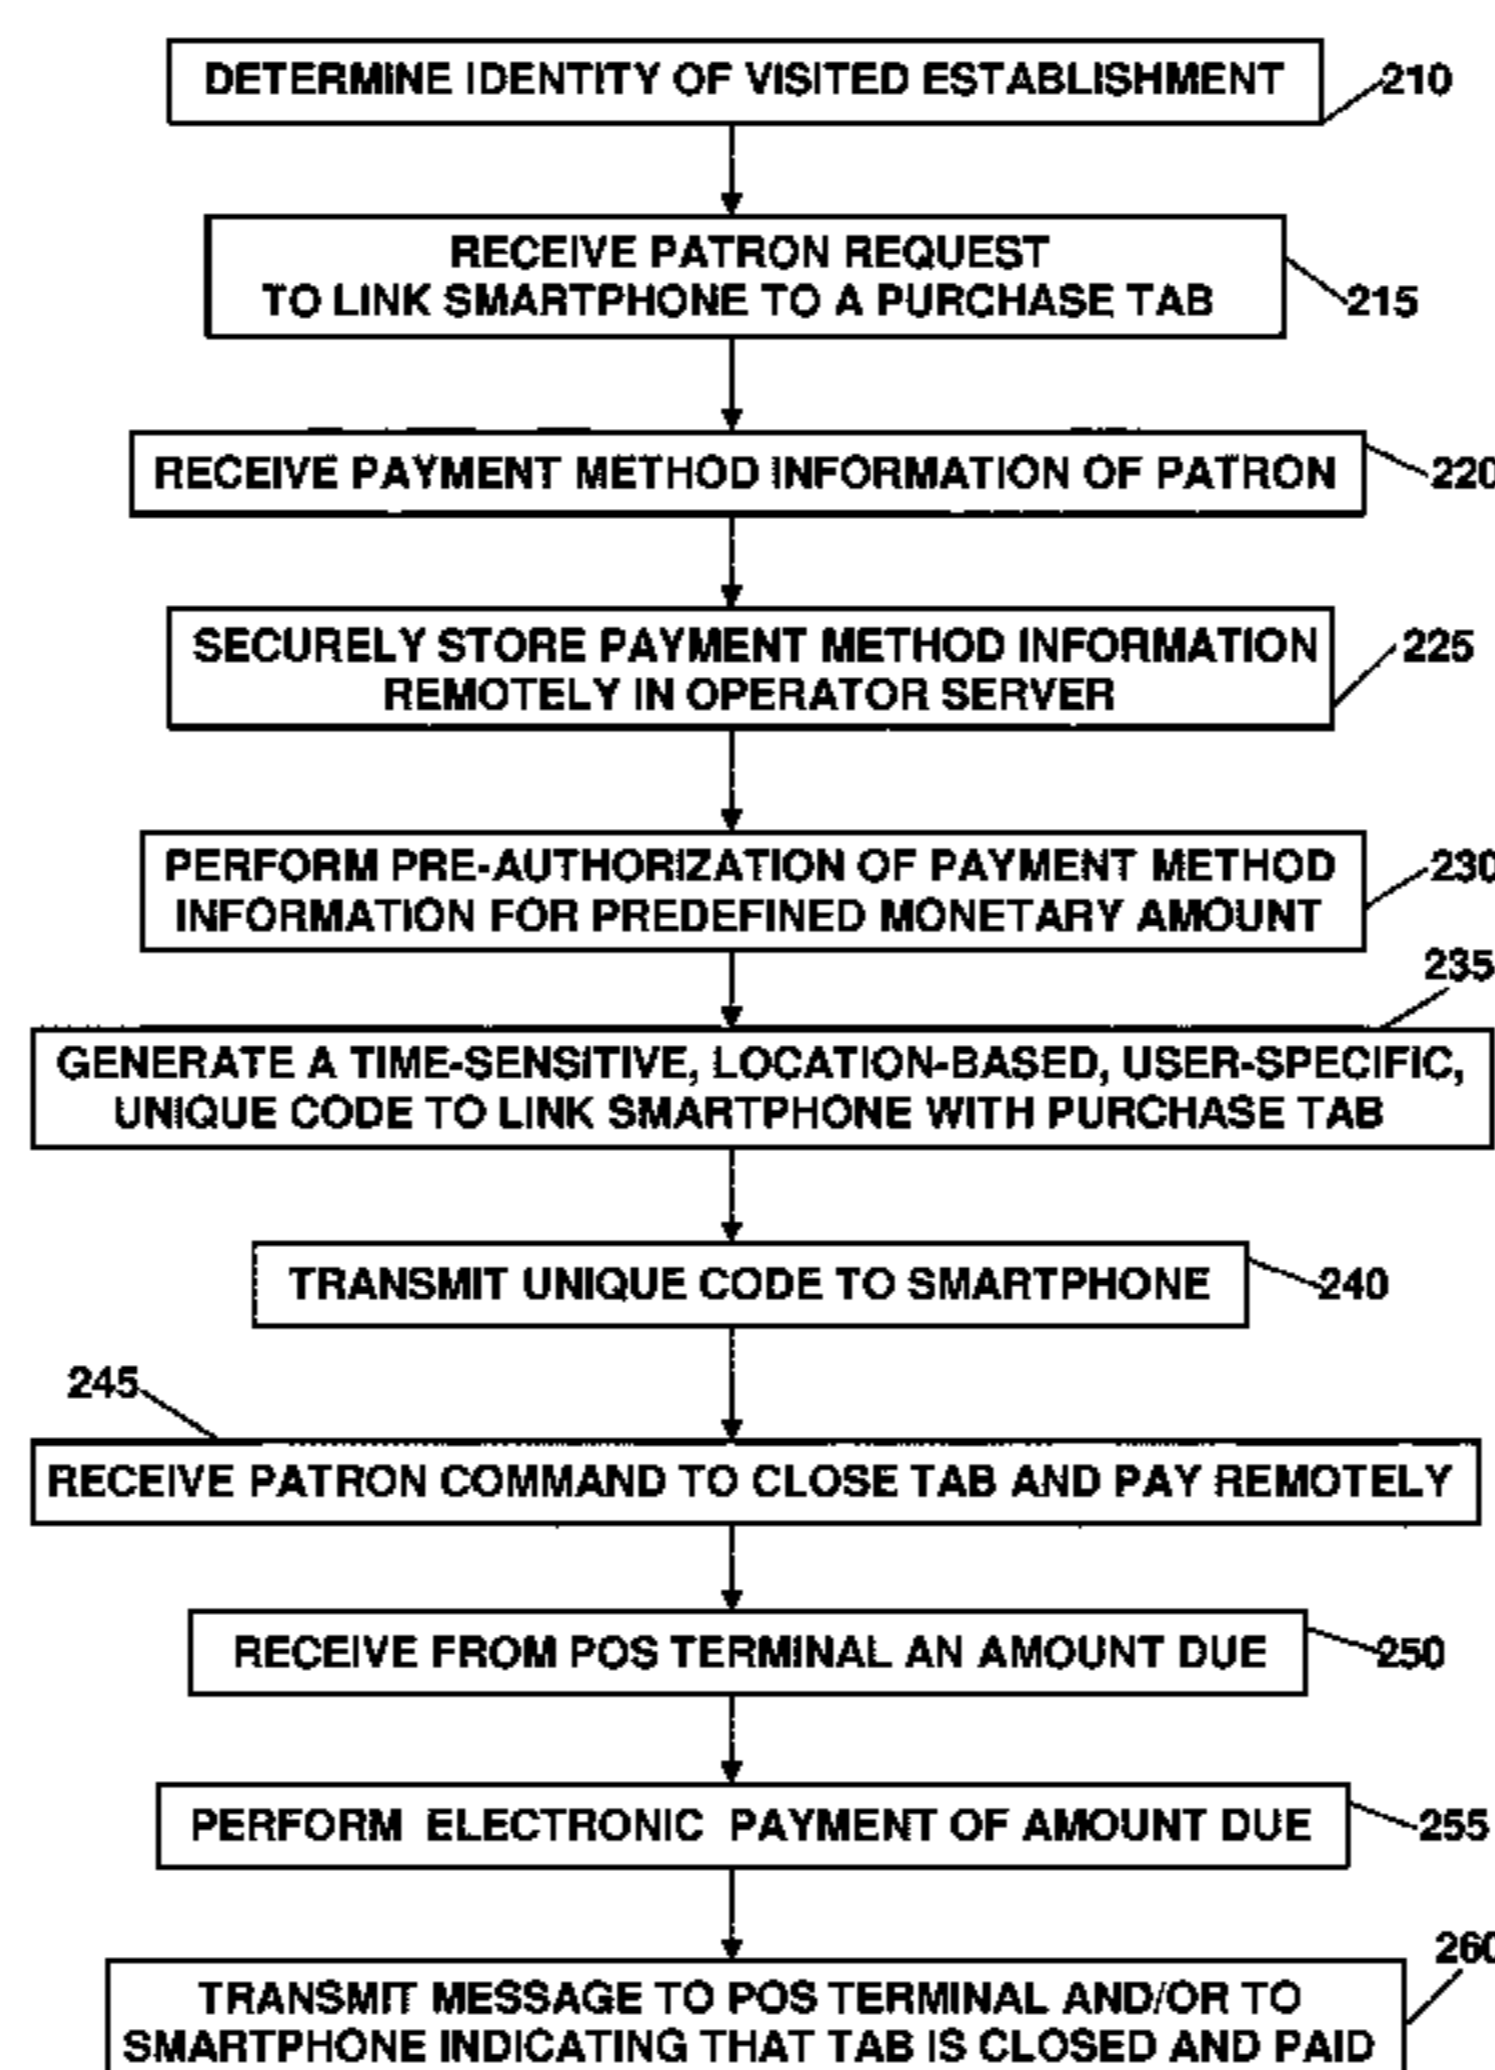 DETERMINE IDENTITY OF VISITED ESTABLISHMENT
210
RECEIVE PATRON REQUEST
TO LINK SMARTPHONE TO A PURCHASE TAB
215
RECEIVE PAYMENT METHOD INFORMATION OF PATRON
220
SECURELY STORE PAYMENT METHOD INFORMATION
REMOTELY IN OPERATOR SERVER
225
PERFORM PRE-AUTHORIZATION OF PAYMENT METHOD
INFORMATION FOR PREDEFINED MONETARY AMOUNT
230
235
GENERATE A TIME-SENSITIVE, LOCATION-BASED, USER-SPECIFIC,
UNIQUE CODE TO LINK SMARTPHONE WITH PURCHASE TAB
TRANSMIT UNIQUE CODE TO SMARTPHONE
240
245
RECEIVE PATRON COMMAND TO CLOSE TAB AND PAY REMOTELY
RECEIVE FROM POS TERMINAL AN AMOUNT DUE
250
PERFORM ELECTRONIC PAYMENT OF AMOUNT DUE
255
260
TRANSMIT MESSAGE TO POS TERMINAL AND/OR TO
SMARTPHONE INDICATING THAT TAB IS CLOSED AND PAID